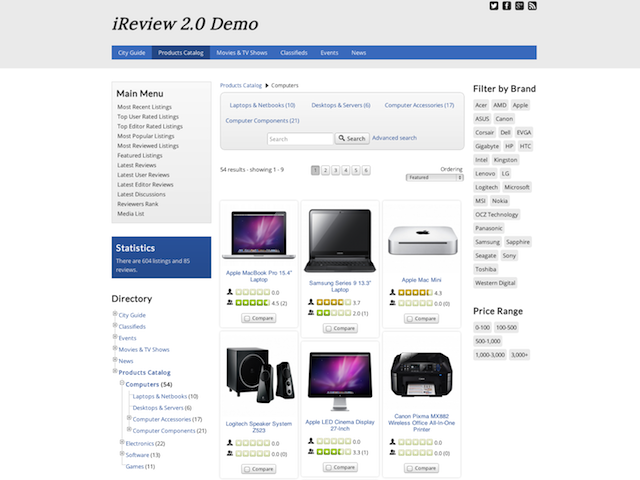 iReview 2.0 Demo
City Guide Products Catalog Movies & TV Shows Classifieds Events News
Main Menu
Most Recent Listings
Top User Rated Listings
Top Editor Rated Listings
Most Popular Listings
Most Reviewed Listings
Featured Listings
Latest Reviews
Latest User Reviews
Latest Editor Reviews
Latest Discussions
Reviewers Rank
Media List
Statistics
There are 604 listings and 85
reviews.
Directory
City Guide
Classifieds
Events
Movies & TV Shows
News
Products Catalog
Computers (54)
Laptops & Netbooks (10)
Desktops & Servers (6)
Computer Accessories (17)
Computer Components (21)
Electronics (22)
Software (13)
Games (11)
Products Catalog Computers
Laptops & Netbooks (10) Desktops & Servers (6) Computer Accessories (17)
Computer Components (21)
Search Search Advanced search
54 results - showing 1 - 9
1 2 3 4 5 6
Ordering
Featured
Apple MacBook Pro 15.4"
Laptop
0.0
4.5 (2)
Compare
Samsung Series 9 13.3"
Laptop
3.7
2.0 (1)
Compare
Apple Mac Mini
4.3
0.0 (0)
Compare
Logitech Speaker System
Z523
0.0
0.0 (0)
Compare
Apple LED Cinema Display
27-Inch
0.0
3.3 (1)
Compare
Canon Pixma MX882
Wireless Office All-in-One
Printer
0.0
0.0 (0)
Compare
Filter by Brand
Acer AMD Apple
ASUS Canon
Corsair Dell EVGA
Gigabyte HP HTC
Intel Kingston
Lenovo LG
Logitech Microsoft
MSI Nokia
OCZ Technology
Panasonic
Samsung Sapphire
Seagate Sony
Toshiba
Western Digital
Price Range
0-100 100-500
500-1,000
1,000-3,000 3,000+